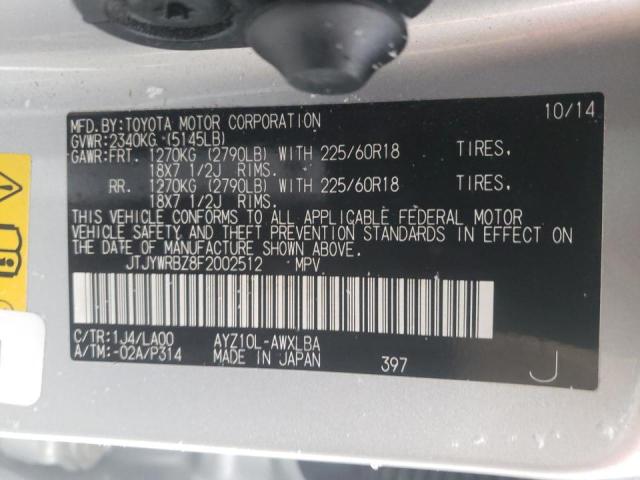 MFD.BY:TOYOTA MOTOR CORPORATION 10/14
GVWR:2340KG (5145LB)
GAWR:FRT. 1270KG (2790LB) WITH 225/60R18 TIRES,
18X7 1/2J RIMS.
RR. 1270KG (2790LB) WITH 225/60R18 TIRES,
18X7 1/2J RIMS.
THIS VEHICLE CONFORMS TO ALL APPLICABLE FEDERAL MOTOR
VEHICLE SAFETY AND THEFT PREVENTION STANDARDS IN EFFECT ON
THE DATE OF MANUFACTURE SHOWN ABOVE.
JTJYWRBZ8F2002512 MPV
C/TR:1J4/LA00 AYZ10L-AWXLBA
A/TM:-02A/P314 MADE IN JAPAN 397 J